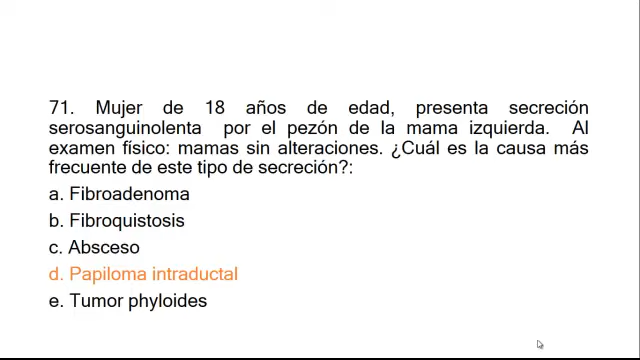 71. Mujer de 18 años de edad, presenta secreción
serosanguinolenta por el pezón de la mama izquierda. Al
examen físico: mamas sin alteraciones. ¿Cuál es la causa más
frecuente de este tipo de secreción?:
a. Fibroadenoma
b. Fibroquistosis
c. Absceso
d. Papiloma intraductal
e. Tumor phyloides